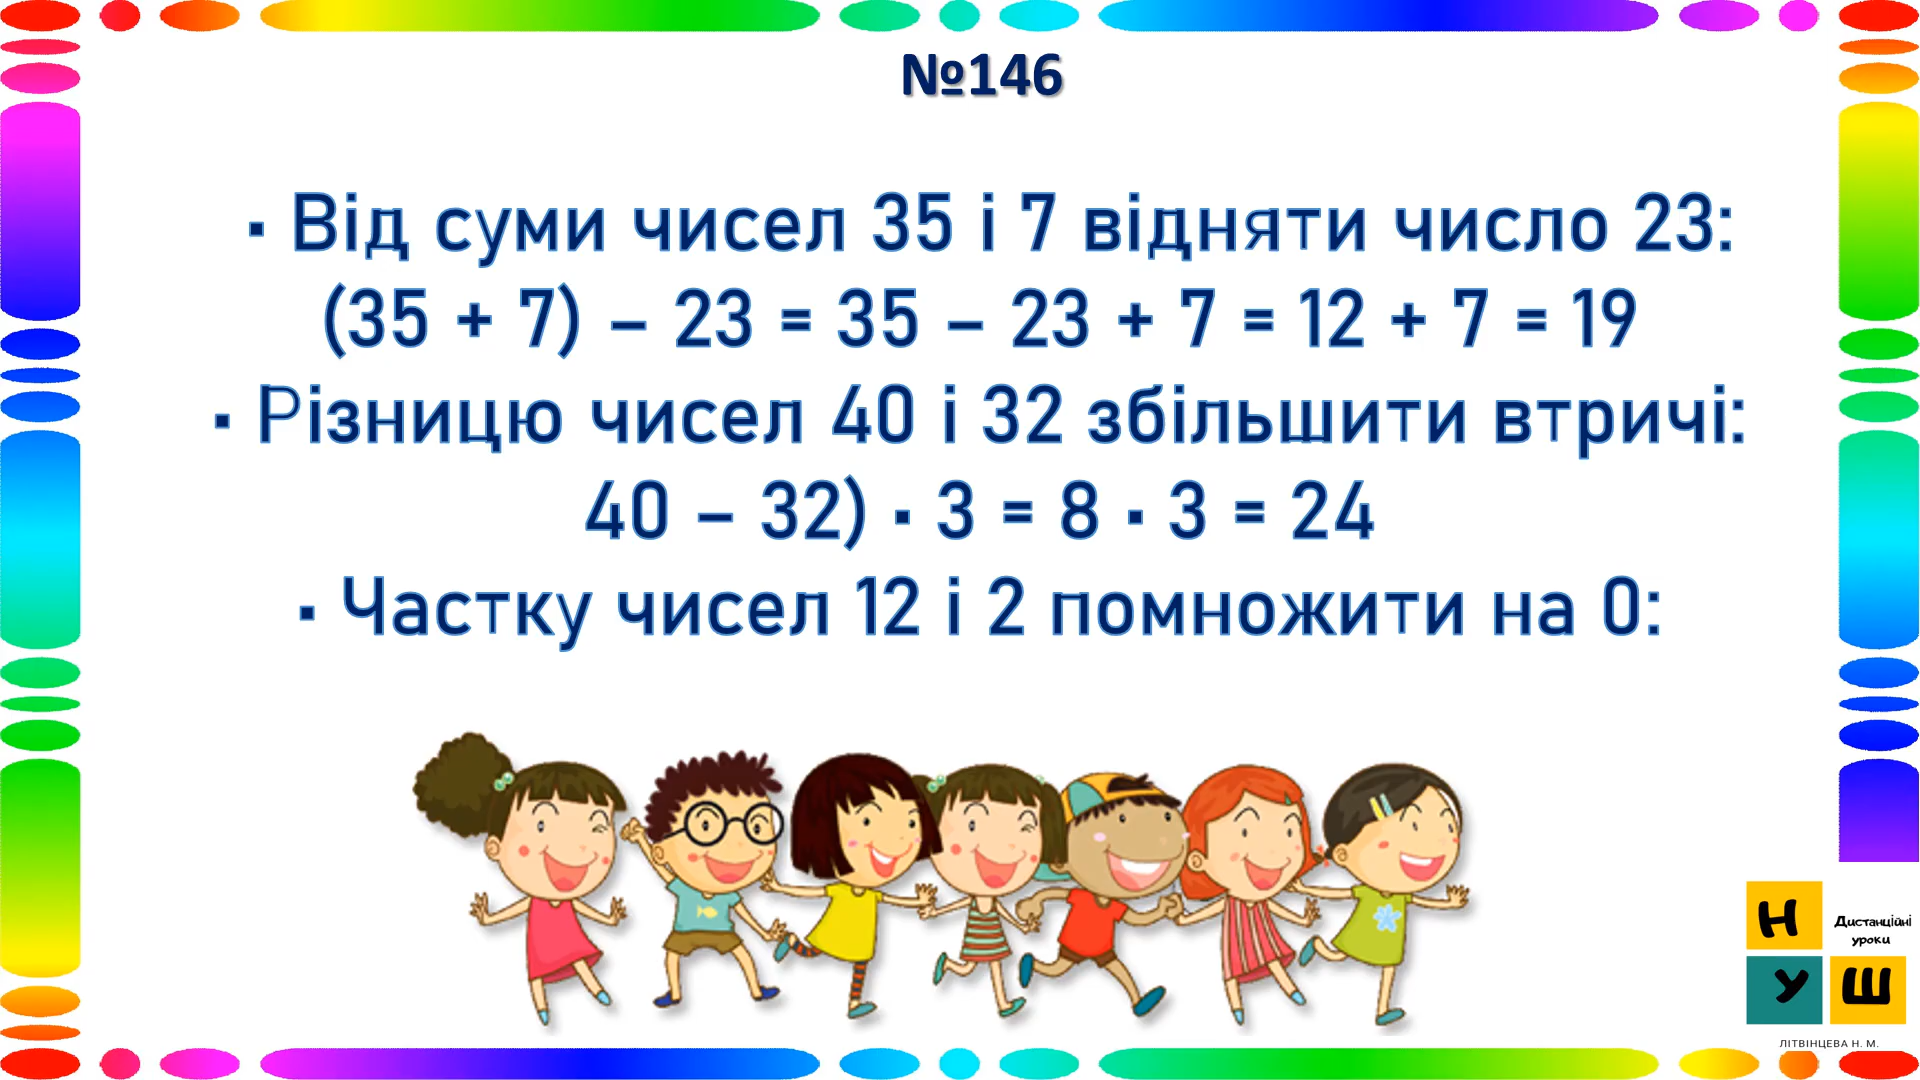 №146
▪ Від суми чисел 35 і 7 відняти число 23:
(35 + 7) – 23 = 35 – 23 + 7 = 12 + 7 = 19
▪ Різницю чисел 40 і 32 збільшити втричі:
40 – 32) ▪ 3 = 8 ▪ 3 = 24
▪ Частку чисел 12 і 2 помножити на 0:
Н
Дистанційні
уроки
У Ш
ЛІТВІНЦЕВА Н. М.